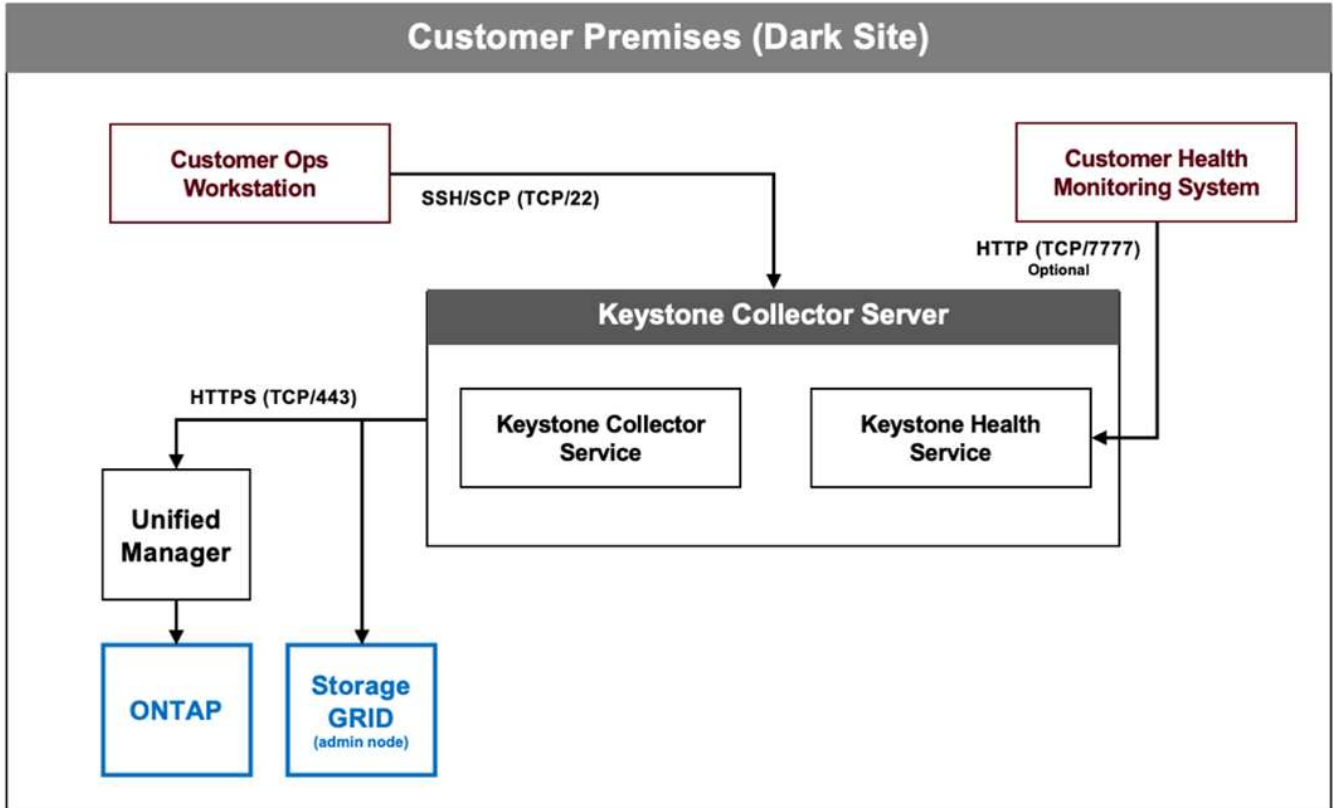 Customer Premises (Dark Site)
Customer Ops
Workstation
SSH/SCP (TCP/22)
Customer Health
Monitoring System
HTTP (TCP/7777)
Optional
Keystone Collector Server
HTTPS (TCP/443)
Keystone Collector
Service
Keystone Health
Service
Unified
Manager
ONTAP
Storage
GRID
(admin node)